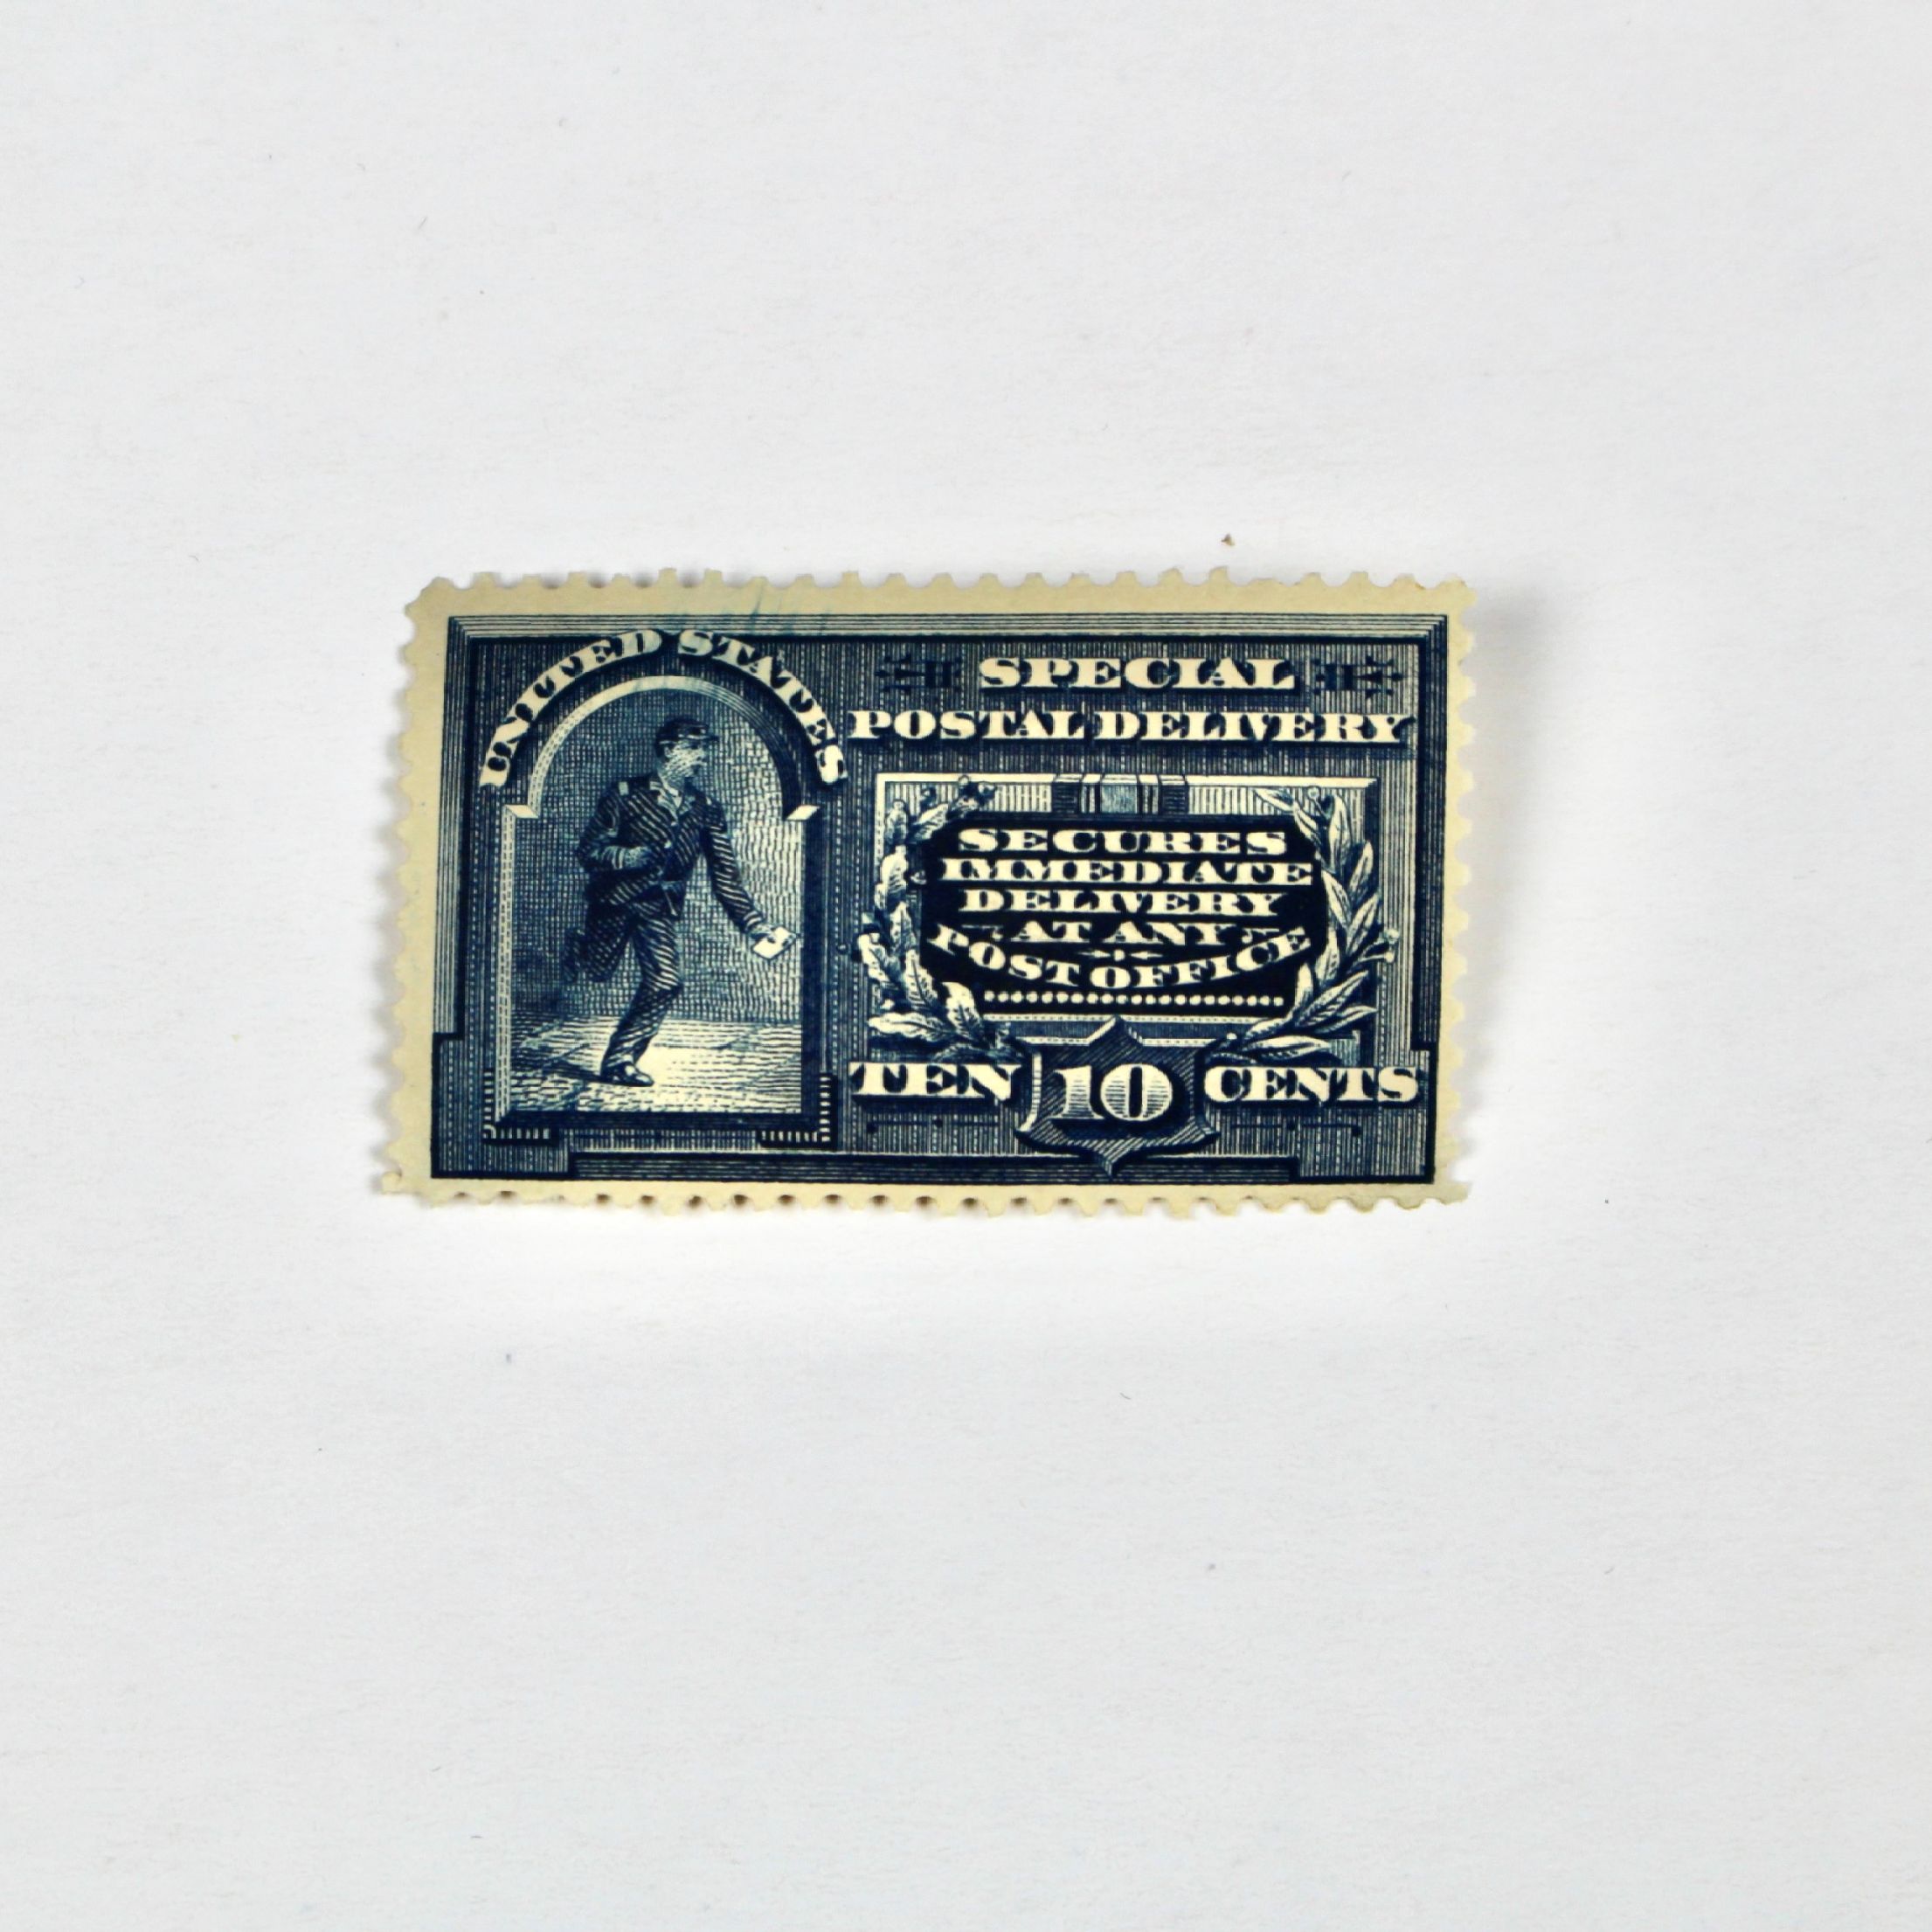 UNITED STATES
SPECIAL
POSTAL DELIVERY
SECURES
IMMEDIATE
DELIVERY
AT ANY
POST OFFICE
TEN 10 CENTS